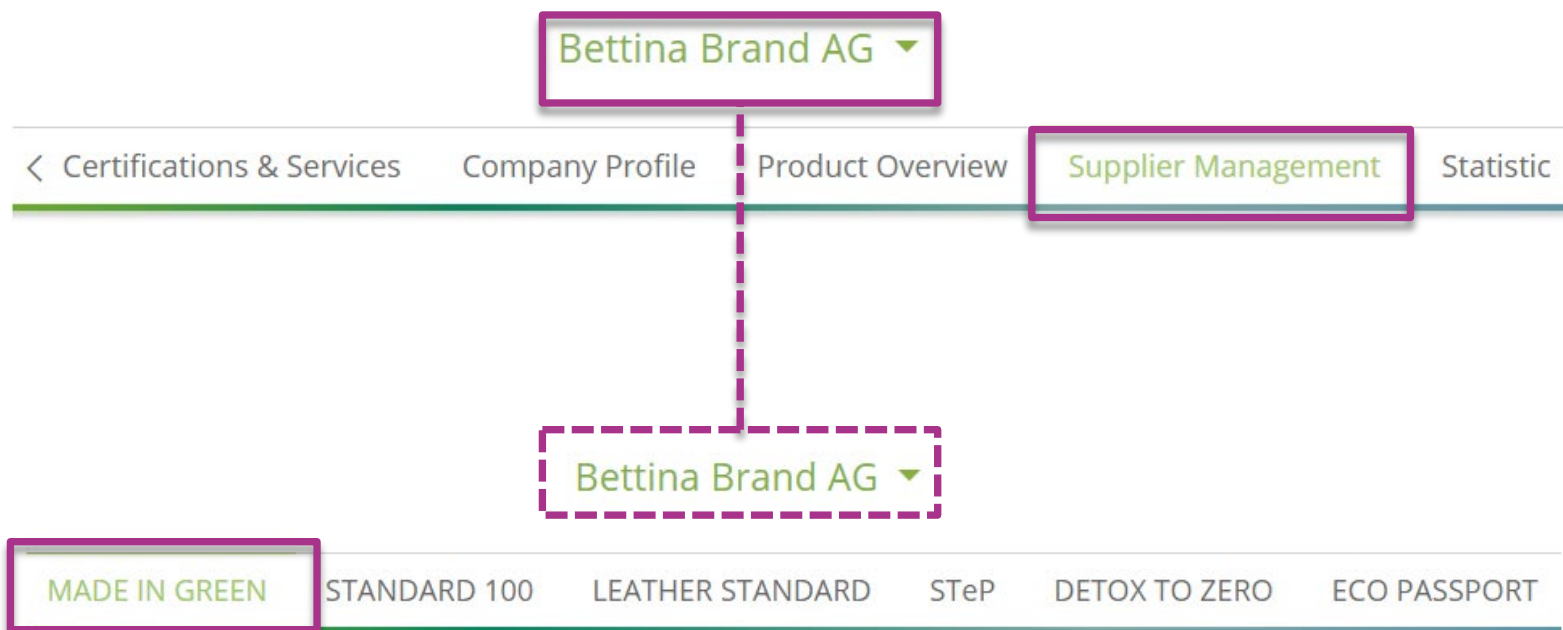 Bettina Brand AG
Certifications & Services Company Profile Product Overview Supplier Management Statistic
Bettina Brand AG
MADE IN GREEN STANDARD 100 LEATHER STANDARD STeP DETOX TO ZERO ECO PASSPORT